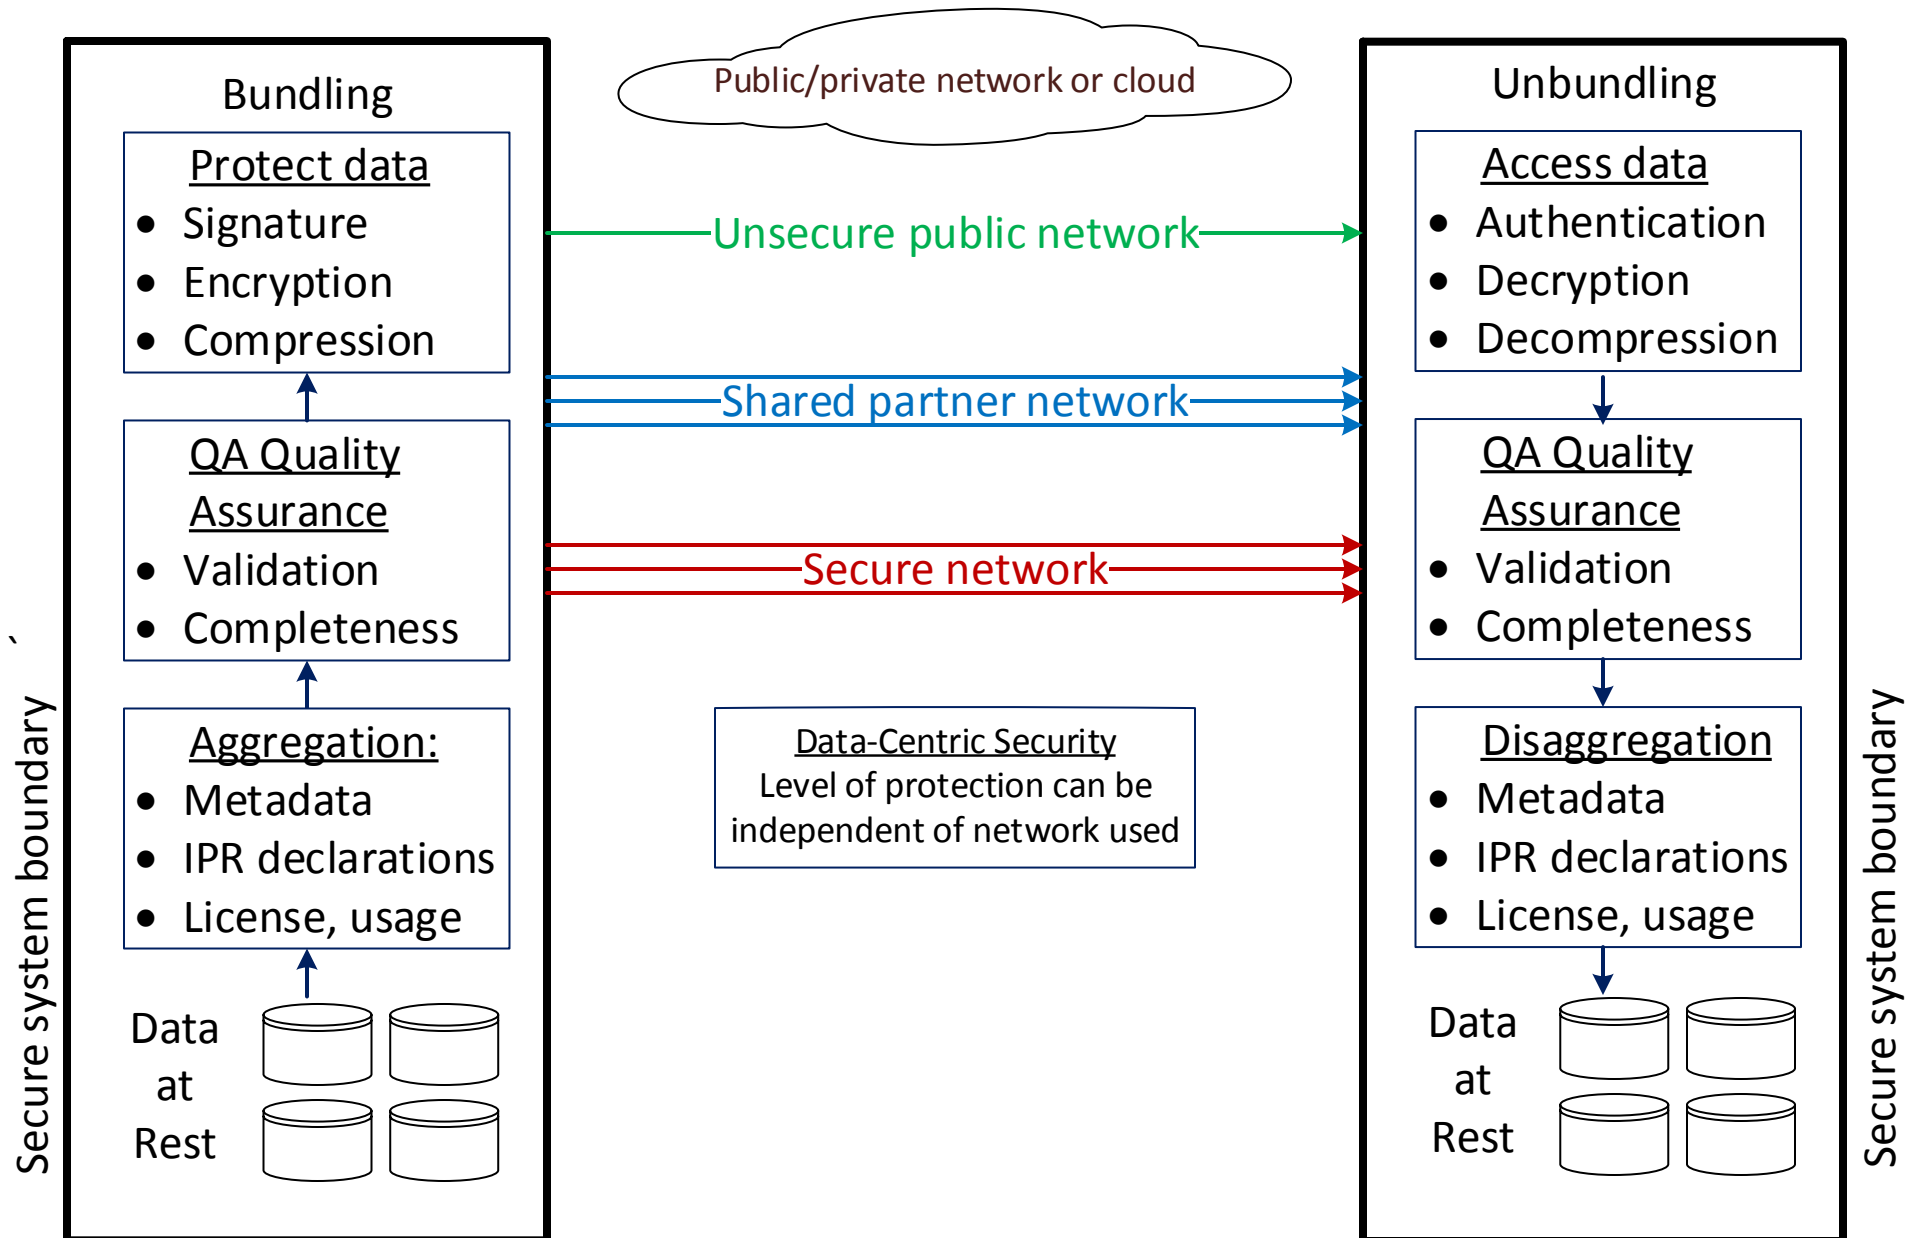 Public/private network or cloud
Bundling
Protect data
• Signature
• Encryption
• Compression
QA Quality
Assurance
• Validation
• Completeness
Aggregation:
• Metadata
• IPR declarations
• License, usage
Data
at
Rest
Secure system boundary `
Unsecure public network
Shared partner network
Secure network
Data-Centric Security
Level of protection can be
independent of network used
Unbundling
Access data
• Authentication
• Decryption
• Decompression
QA Quality
Assurance
• Validation
• Completeness
Disaggregation
• Metadata
• IPR declarations
• License, usage
Data
at
Rest
Secure system boundary